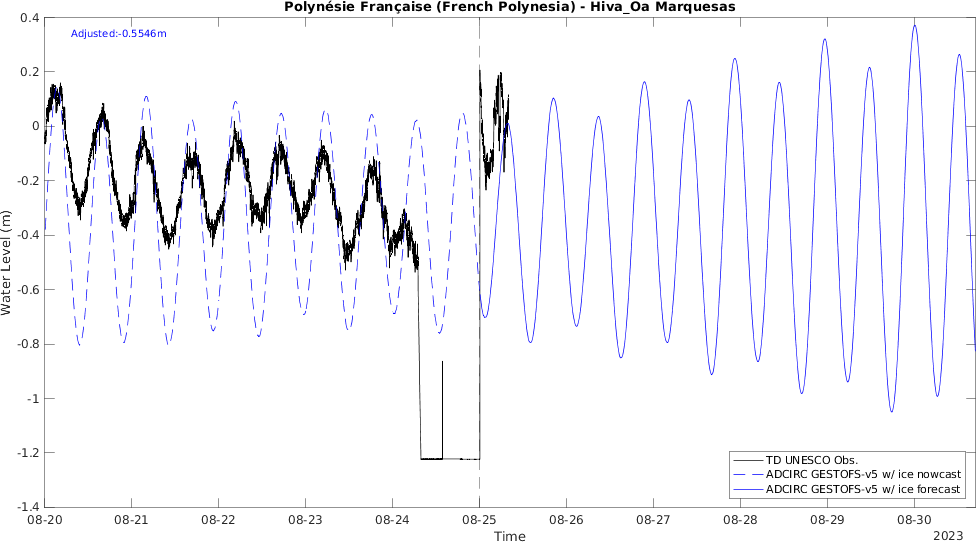 Polynésie Française (French Polynesia) - Hiva_Oa Marquesas
Adjusted:-0.5546m
Water Level (m)
0.4
0.2
0
-0.2
-0.4
-0.6
-0.8
-1
-1.2
-1.4
TD UNESCO Obs.
ADCIRC GESTOFS-v5 w/ ice nowcast
ADCIRC GESTOFS-v5 w/ ice forecast
08-20 08-21 08-22 08-23 08-24 08-25 08-26 08-27 08-28 08-29 08-30
Time
2023